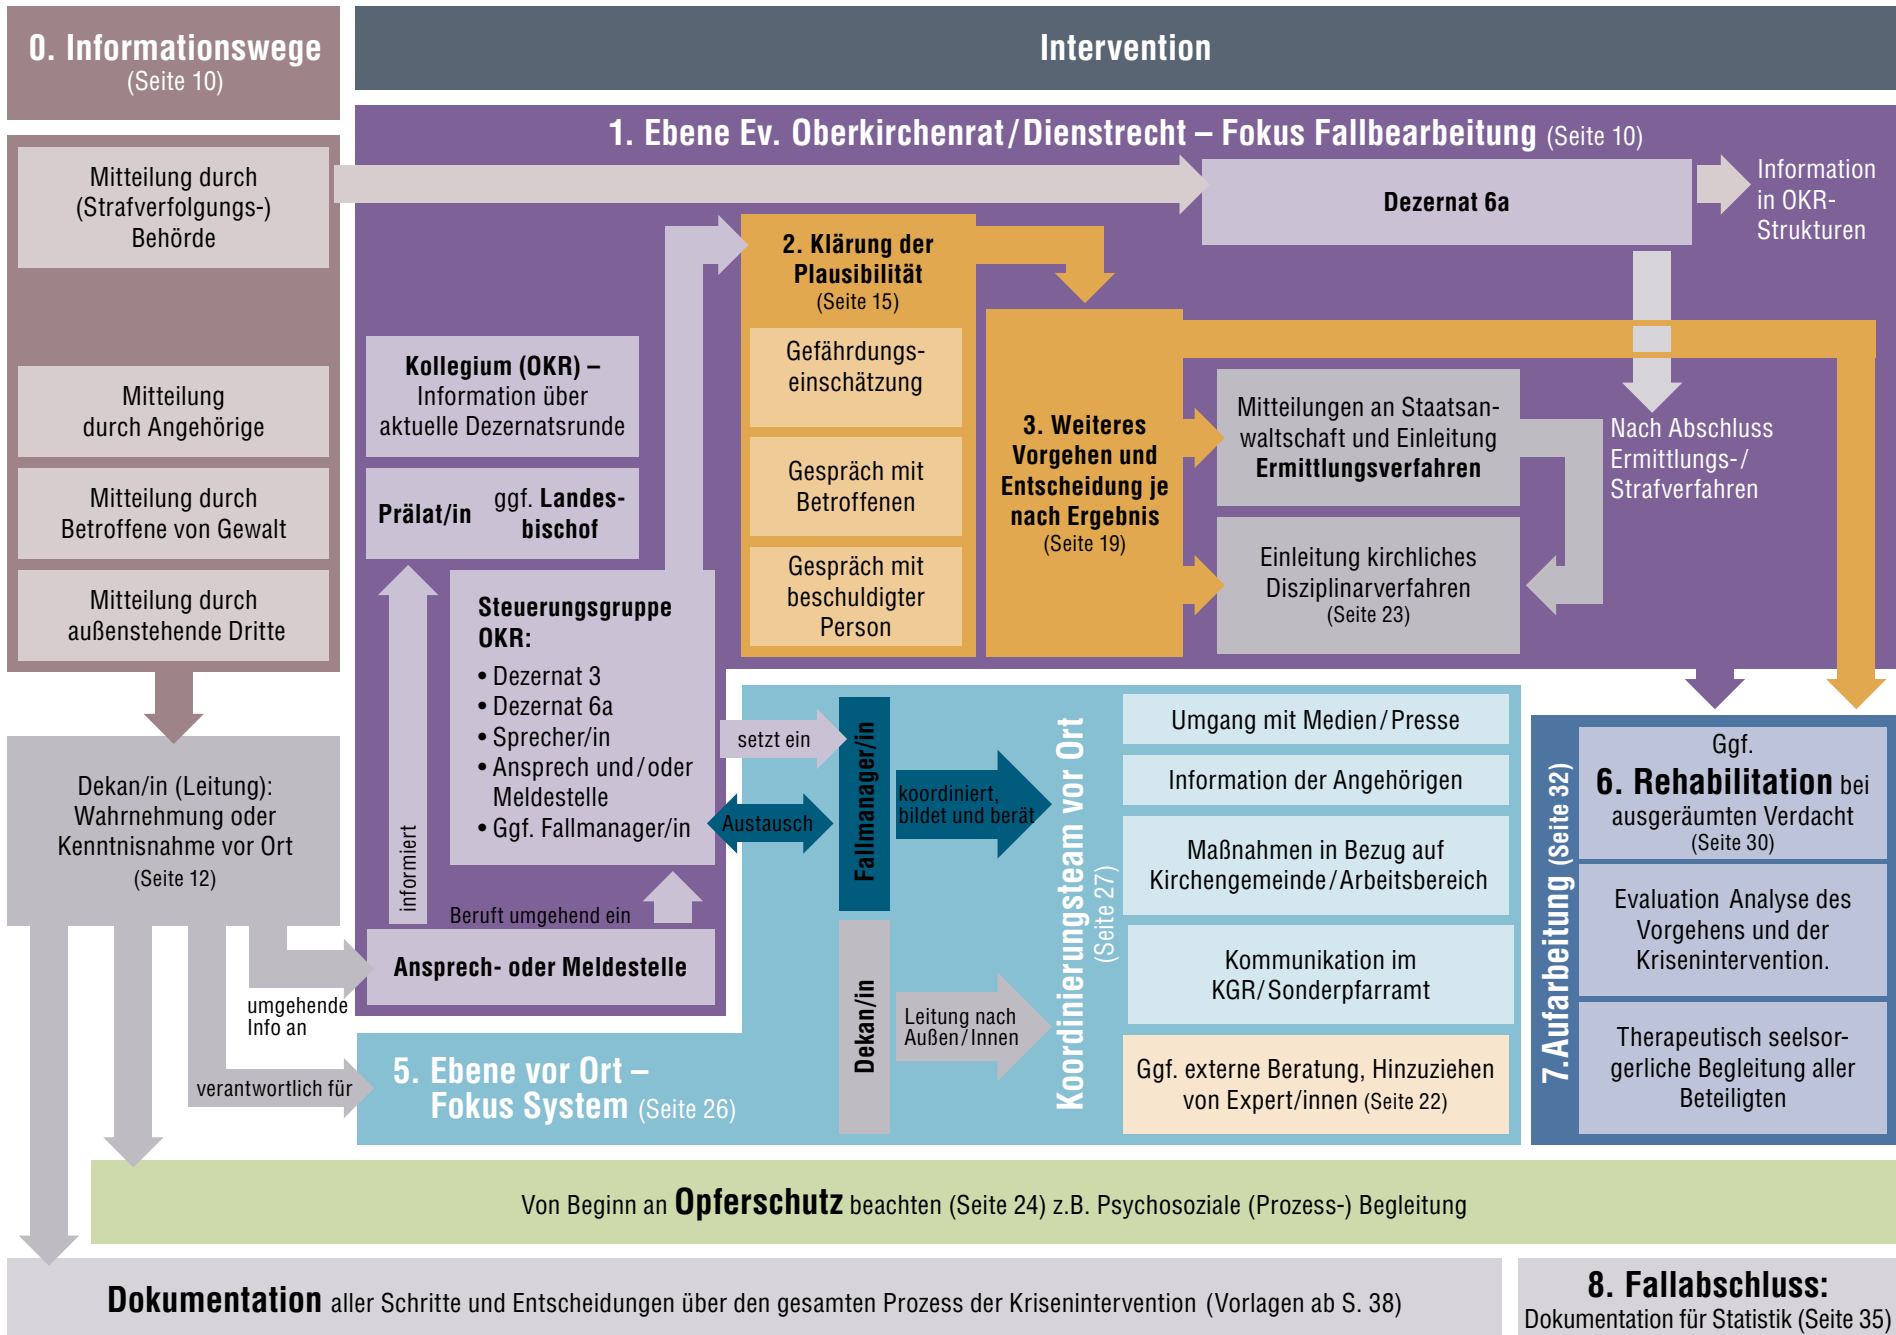 0. Informationswege
(Seite 10)
Intervention
1. Ebene Ev. Oberkirchenrat/Dienstrecht – Fokus Fallbearbeitung (Seite 10)
Mitteilung durch
(Strafverfolgungs-)
Behörde
Mitteilung
durch Angehörige
Mitteilung durch
Betroffene von Gewalt
Mitteilung durch
außenstehende Dritte
Dekan/in (Leitung):
Wahrnehmung oder
Kenntnisnahme vor Ort
(Seite 12)
umgehende
Info an
verantwortlich für
Dezernat 6a
Information
in OKR-
Strukturen
Nach Abschluss
Ermittlungs-/
Strafverfahren
Kollegium (OKR) –
Information über
aktuelle Dezernatsrunde
Prälat/in
ggf. Landes-
bischof
informiert
Steuerungsgruppe
OKR:
• Dezernat 3
• Dezernat 6a
• Sprecher/in
• Ansprech und/oder
Meldestelle
• Ggf. Fallmanager/in
Beruft umgehend ein
Ansprech- oder Meldestelle
2. Klärung der
Plausibilität
(Seite 15)
Gefährdungs-
einschätzung
Gespräch mit
Betroffenen
Gespräch mit
beschuldigter
Person
3. Weiteres
Vorgehen und
Entscheidung je
nach Ergebnis
(Seite 19)
Mitteilungen an Staatsan-
waltschaft und Einleitung
Ermittlungsverfahren
Einleitung kirchliches
Disziplinarverfahren
(Seite 23)
5. Ebene vor Ort –
Fokus System (Seite 26)
setzt ein
Austausch
Fallmanager/in
koordiniert,
bildet und berät
Dekan/in
Leitung nach
Außen/Innen
Koordinierungsteam vor Ort
(Seite 27)
Umgang mit Medien/Presse
Information der Angehörigen
Maßnahmen in Bezug auf
Kirchengemeinde/Arbeitsbereich
Kommunikation im
KGR/Sonderpfarramt
Ggf. externe Beratung, Hinzuziehen
von Expert/innen (Seite 22)
7.Aufarbeitung (Seite 32)
Ggf.
6. Rehabilitation bei
ausgeräumten Verdacht
(Seite 30)
Evaluation Analyse des
Vorgehens und der
Krisenintervention.
Therapeutisch seelsor-
gerliche Begleitung aller
Beteiligten
Von Beginn an Opferschutz beachten (Seite 24) z.B. Psychosoziale (Prozess-) Begleitung
Dokumentation aller Schritte und Entscheidungen über den gesamten Prozess der Krisenintervention (Vorlagen ab S. 38)
8. Fallabschluss:
Dokumentation für Statistik (Seite 35)